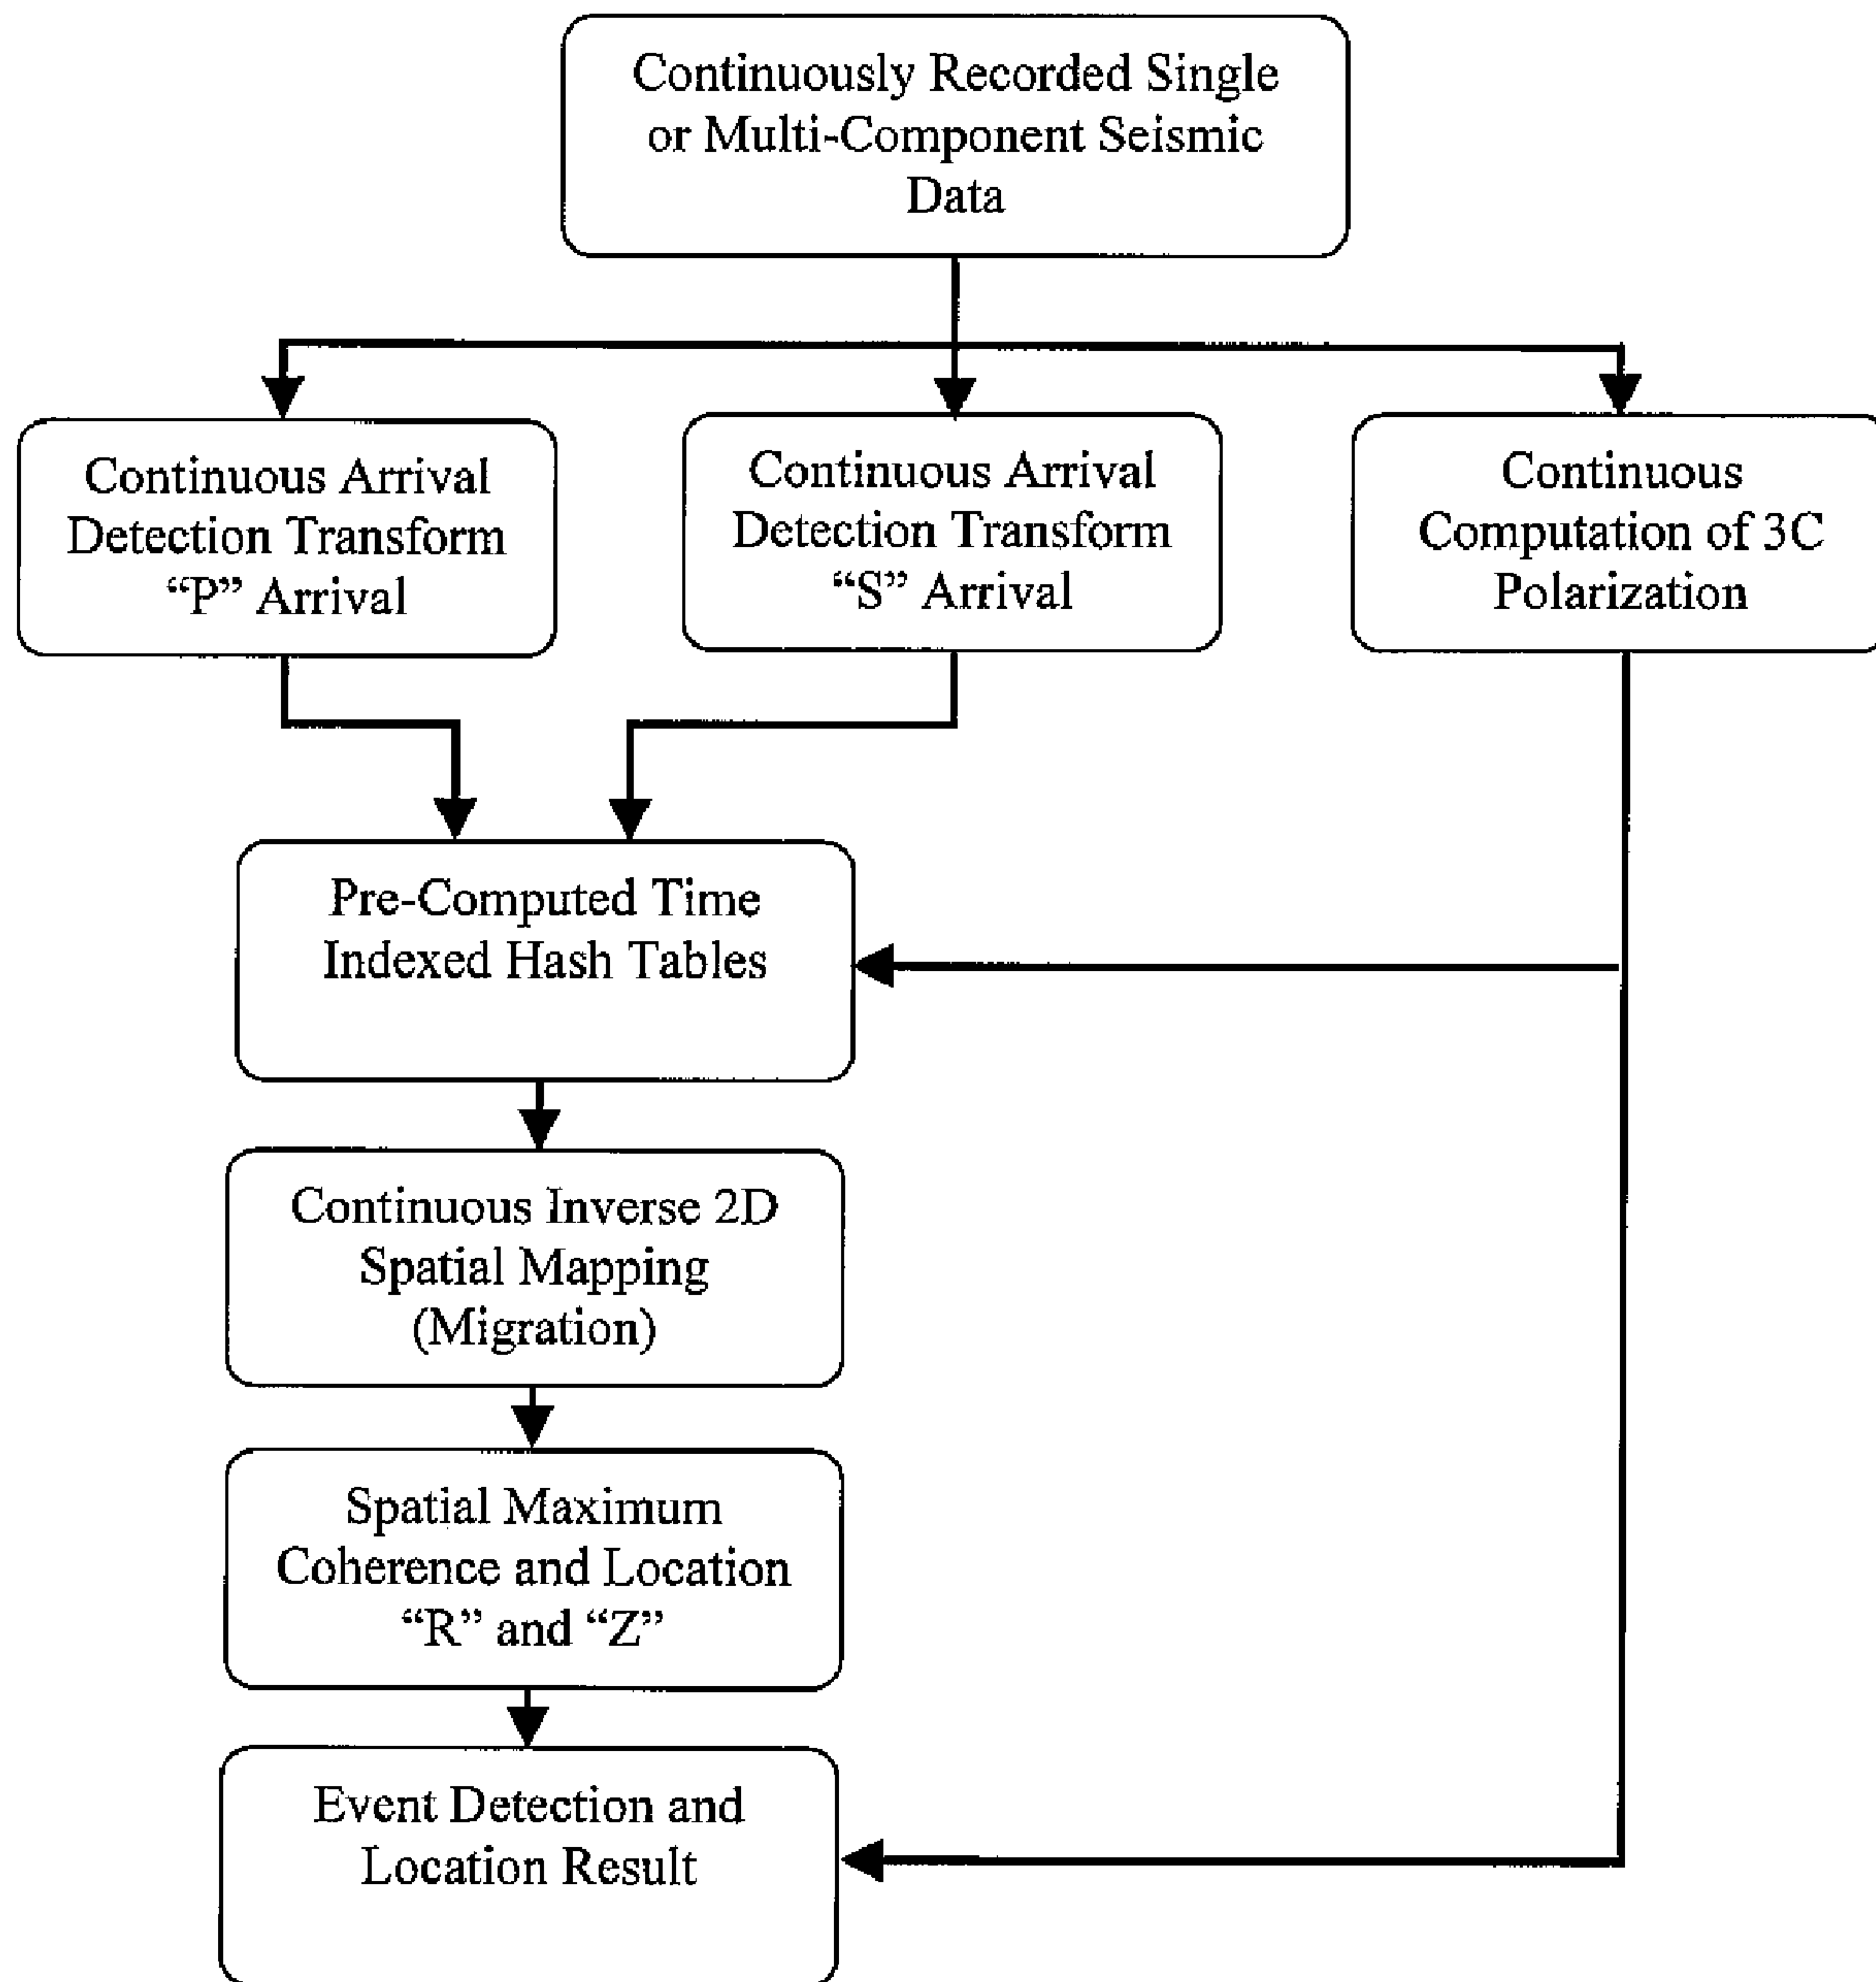 Continuously Recorded Single
or Multi-Component Seismic
Data
Continuous Arrival
Detection Transform
“P” Arrival
Continuous Arrival
Detection Transform
“S” Arrival
Continuous
Computation of 3C
Polarization
Pre-Computed Time
Indexed Hash Tables
Continuous Inverse 2D
Spatial Mapping
(Migration)
Spatial Maximum
Coherence and Location
“R” and “Z”
Event Detection and
Location Result